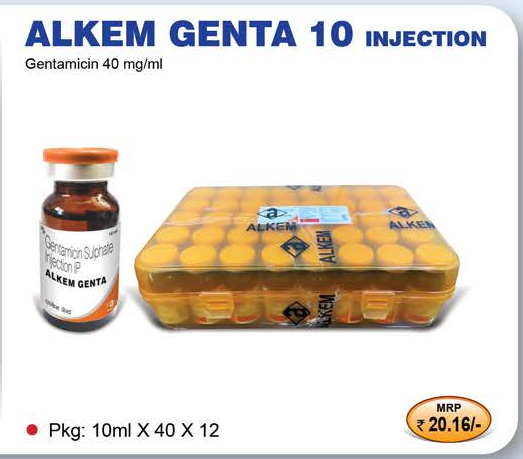 ALKEM GENTA 10 INJECTION
Gentamicin 40 mg/ml
Gentamicin Sulphate
Injection IP
ALKEM GENTA
a
ALKEM
a
ALKEM
a
ALKEM
a
ALKEM
Pkg: 10ml X 40 X 12
MRP
₹ 20.16/-